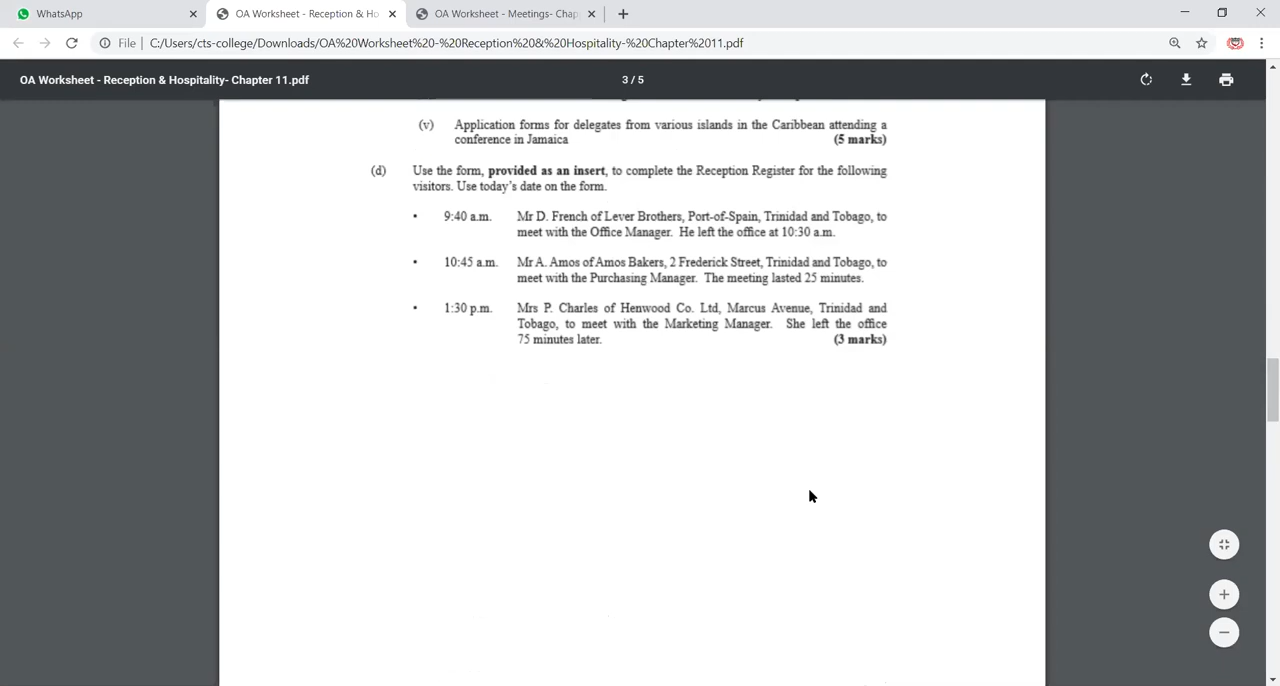 WhatsApp
OA Worksheet - Reception & Ho
OA Worksheet - Meetings- Chap
File
C:/Users/cts-college/Downloads/OA%20Worksheet%20-%20Reception%20&%20Hospitality-%20Chapter%2011.pdf
OA Worksheet - Reception & Hospitality- Chapter 11.pdf
3 / 5
(v) Application forms for delegates from various islands in the Caribbean attending a
conference in Jamaica (5 marks)
(d) Use the form, provided as an insert, to complete the Reception Register for the following
visitors. Use today's date on the form.
• 9:40 a.m. Mr D. French of Lever Brothers, Port-of-Spain, Trinidad and Tobago, to
meet with the Office Manager. He left the office at 10:30 a.m.
• 10:45 a.m. Mr A. Amos of Amos Bakers, 2 Frederick Street, Trinidad and Tobago, to
meet with the Purchasing Manager. The meeting lasted 25 minutes.
• 1:30 p.m. Mrs P. Charles of Henwood Co. Ltd, Marcus Avenue, Trinidad and
Tobago, to meet with the Marketing Manager. She left the office
75 minutes later. (3 marks)